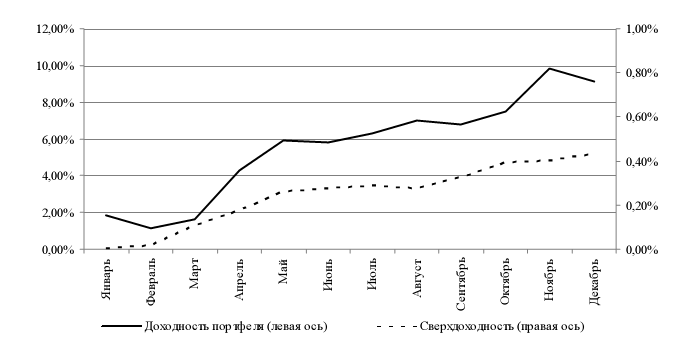 12,00%
10,00%
8,00%
6,00%
4,00%
2,00%
0,00%
1,00%
0,80%
0,60%
0,40%
0,20%
0,00%
Январь
Февраль
Март
Апрель
Май
Июнь
Июль
Август
Сентябрь
Октябрь
Ноябрь
Декабрь
Доходность портфеля (левая ось)
Сверхдоходность (правая ось)